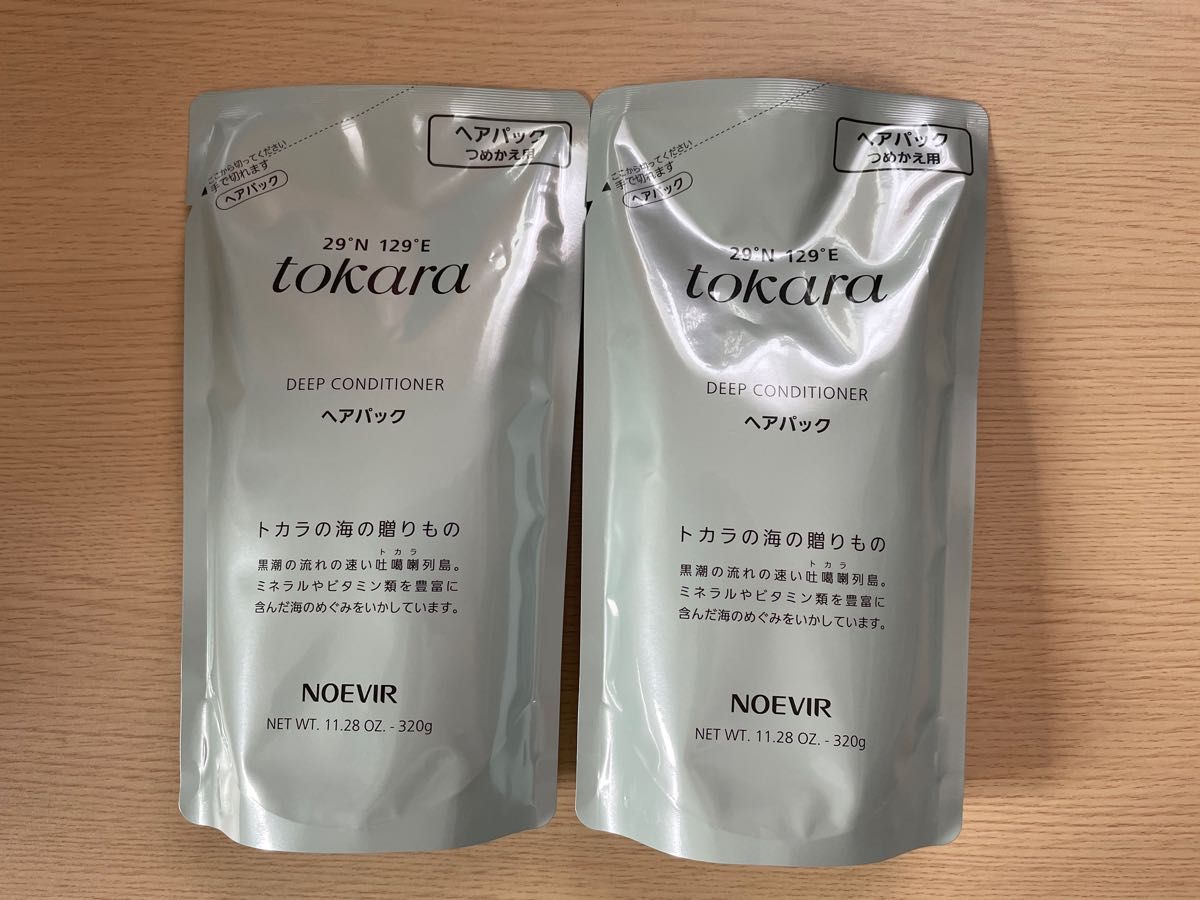 ヘアパック
つめかえ用
ここから切ってください
手で切れます
ヘアパック
29°N 129°E
tokara
DEEP CONDITIONER
ヘアパック
トカラの海の贈りもの
トカラ
黒潮の流れの速い吐噶喇列島。
ミネラルやビタミン類を豊富に
含んだ海のめぐみをいかしています。
NOEVIR
NET WT. 11.28 OZ. - 320g
ヘアパック
つめかえ用
ここから切ってください
手で切れます
ヘアパック
29°N 129°E
tokara
DEEP CONDITIONER
ヘアパック
トカラの海の贈りもの
トカラ
黒潮の流れの速い吐噶喇列島。
ミネラルやビタミン類を豊富に
含んだ海のめぐみをいかしています。
NOEVIR
NET WT. 11.28 OZ. - 320g